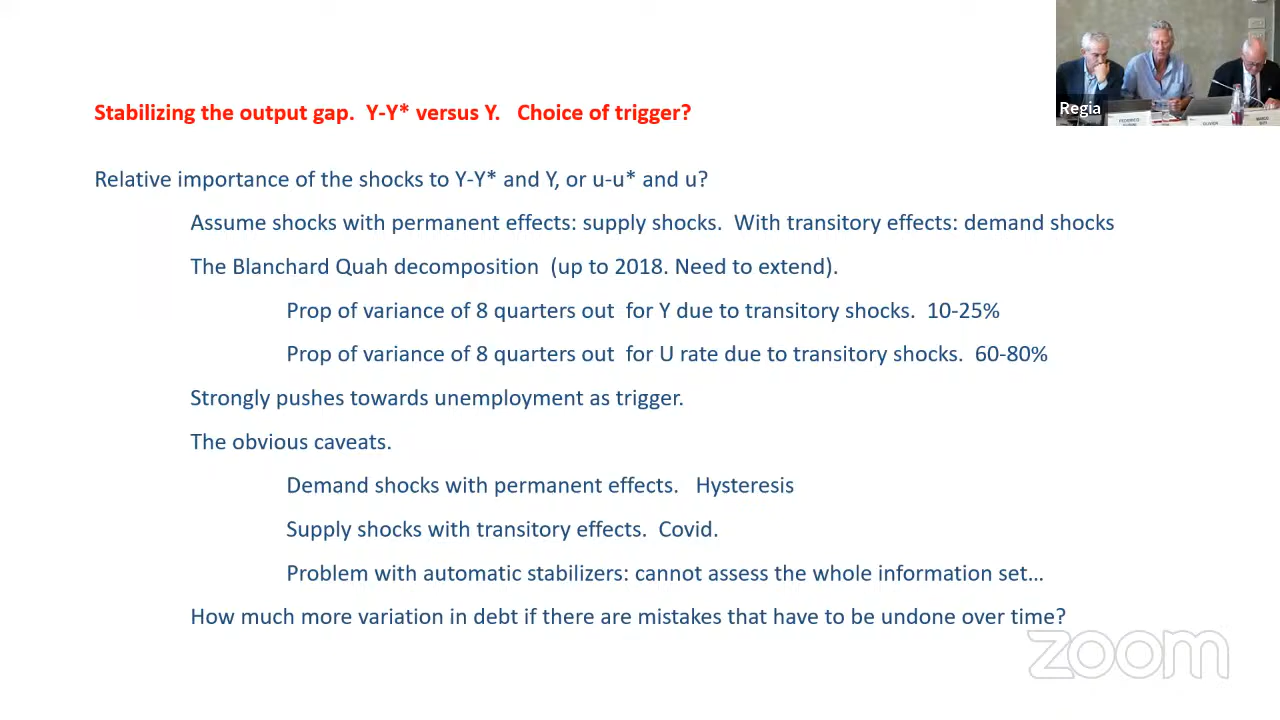 Stabilizing the output gap. Y-Y* versus Y. Choice of trigger?
Regia
Relative importance of the shocks to Y-Y* and Y, or u-u* and u?
Assume shocks with permanent effects: supply shocks. With transitory effects: demand shocks
The Blanchard Quah decomposition (up to 2018. Need to extend).
Prop of variance of 8 quarters out for Y due to transitory shocks. 10-25%
Prop of variance of 8 quarters out for U rate due to transitory shocks. 60-80%
Strongly pushes towards unemployment as trigger.
The obvious caveats.
Demand shocks with permanent effects. Hysteresis
Supply shocks with transitory effects. Covid.
Problem with automatic stabilizers: cannot assess the whole information set...
How much more variation in debt if there are mistakes that have to be undone over time?
zoom